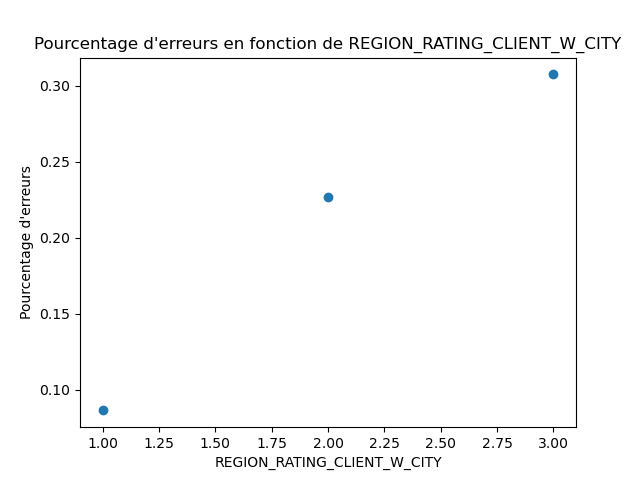 Pourcentage d'erreurs en fonction de REGION_RATING_CLIENT_W_CITY
0.30
0.25
0.20
0.15
0.10
Pourcentage d'erreurs
1.00 1.25 1.50 1.75 2.00 2.25 2.50 2.75 3.00
REGION_RATING_CLIENT_W_CITY